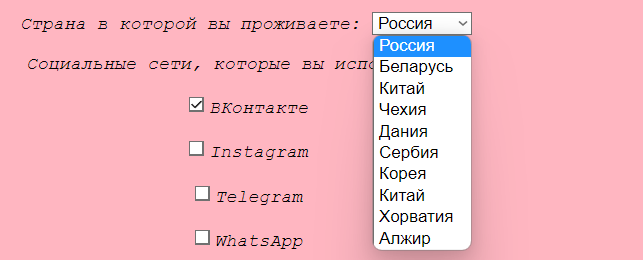 Страна в которой вы проживаете: Россия
Россия
Социальные сети, которые вы
Беларусь
Китай
ВКонтакте
Чехия
Дания
Instagram
Сербия
Корея
Telegram
Китай
Хорватия
WhatsApp
Алжир